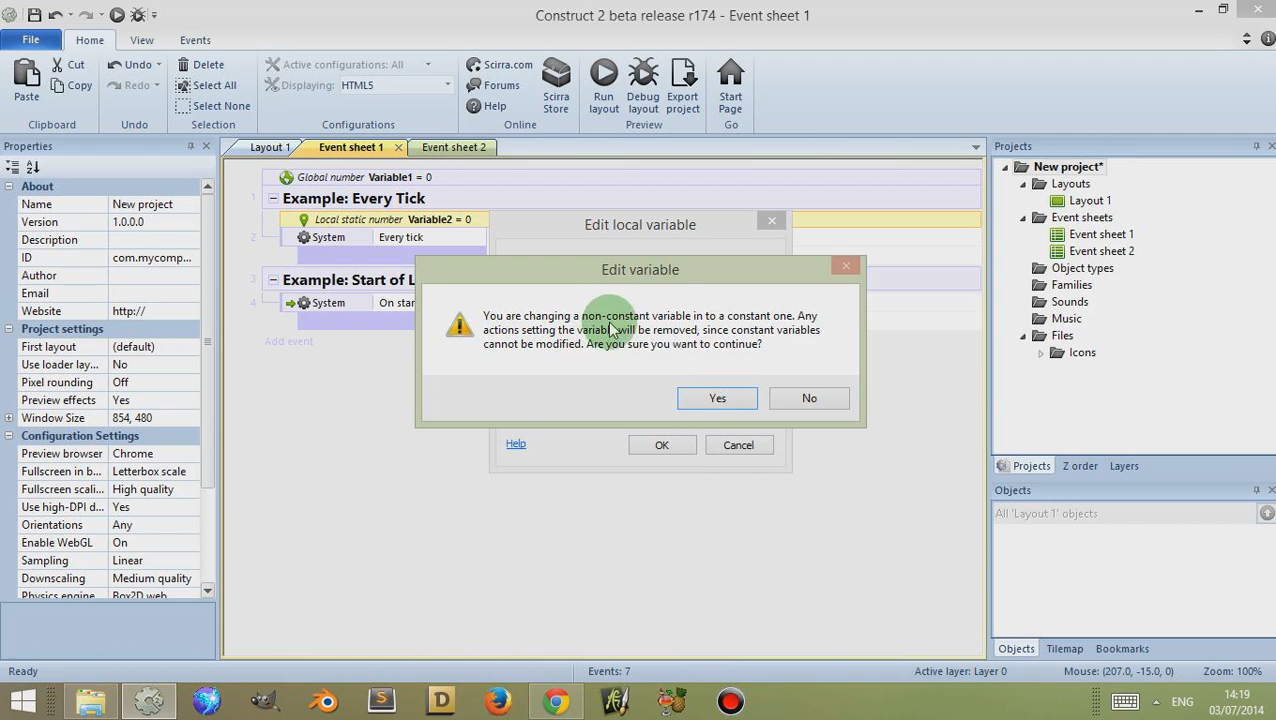 Construct 2 beta release r174 - Event sheet 1
File Home View Events
Paste Cut Copy Clipboard
Undo Redo Undo
Delete Select All Select None Selection
Active configurations: All
Displaying: HTML5
Configurations
Scirra.com Forums Help Scirra Store Online
Run layout Debug layout Export project Preview
Start Page Go
Properties
About
Name New project
Version 1.0.0.0
Description
ID com.mycomp...
Author
Email
Website http://
Project settings
First layout (default)
Use loader lay... No
Pixel rounding Off
Preview effects Yes
Window Size 854, 480
Configuration Settings
Preview browser Chrome
Fullscreen in b... Letterbox scale
Fullscreen scali... High quality
Use high-DPI d... Yes
Orientations Any
Enable WebGL On
Sampling Linear
Downscaling Medium quality
Physics engine Box2D web
Layout 1 Event sheet 1 Event sheet 2
Global number Variable1 = 0
1 Example: Every Tick
Local static number Variable2 = 0
2 System Every tick
3 Example: Start of L
4 System On star
Add event
Edit local variable
Help OK Cancel
Edit variable
You are changing a non-constant variable in to a constant one. Any
actions setting the variable will be removed, since constant variables
cannot be modified. Are you sure you want to continue?
Yes No
Projects
New project*
Layouts
Layout 1
Event sheets
Event sheet 1
Event sheet 2
Object types
Families
Sounds
Music
Files
Icons
Projects Z order Layers
Objects
All 'Layout 1' objects
Objects Tilemap Bookmarks
Ready Events: 7 Active layer: Layer 0 Mouse: (207.0, -15.0, 0) Zoom: 100%
S D ENG 14:19
03/07/2014